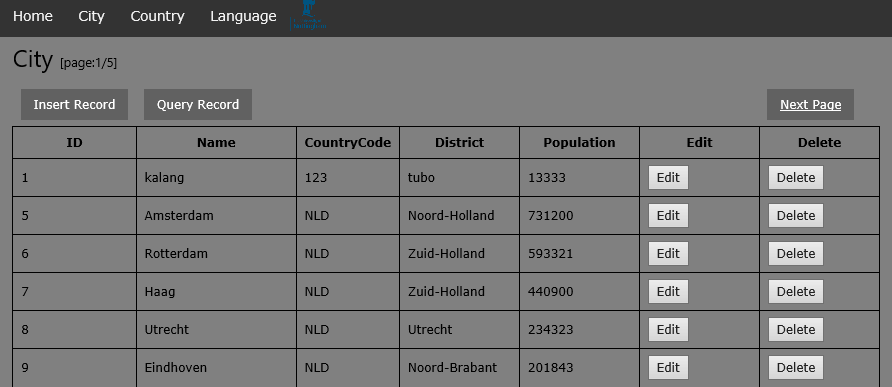 Home City Country Language
City [page:1/5]
Insert Record Query Record Next Page
ID Name CountryCode District Population Edit Delete
1 kalang 123 tubo 13333 Edit Delete
5 Amsterdam NLD Noord-Holland 731200 Edit Delete
6 Rotterdam NLD Zuid-Holland 593321 Edit Delete
7 Haag NLD Zuid-Holland 440900 Edit Delete
8 Utrecht NLD Utrecht 234323 Edit Delete
9 Eindhoven NLD Noord-Brabant 201843 Edit Delete